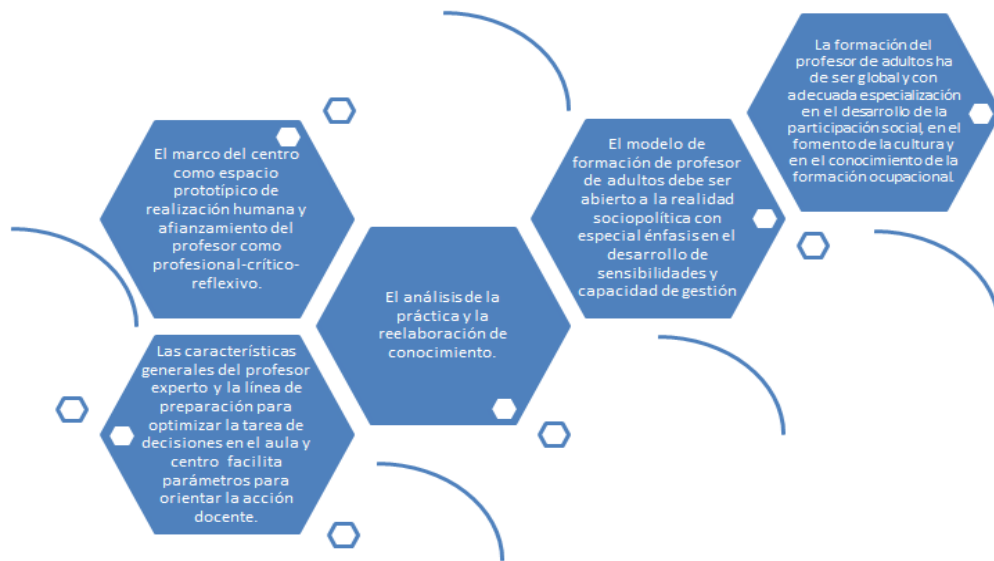 El marco del centro
como espacio
prototípico de
realización humana y
afianzamiento del
profesor como
profesional-crítico-
reflexivo.
Las características
generales del profesor
experto y la línea de
preparación para
optimizar la tarea de
decisiones en el aula y
centro facilita
parámetros para
orientar la acción
docente.
El análisis de la
práctica y la
reelaboración de
conocimiento.
El modelo de
formación de profesor
de adultos debe ser
abierto a la realidad
sociopolítica con
especial énfasis en el
desarrollo de
sensibilidades y
capacidad de gestión
La formación del
profesor de adultos ha
de ser global y con
adecuada especialización
en el desarrollo de la
participación social, en el
fomento de la cultura y
en el conocimiento de la
formación ocupacional.